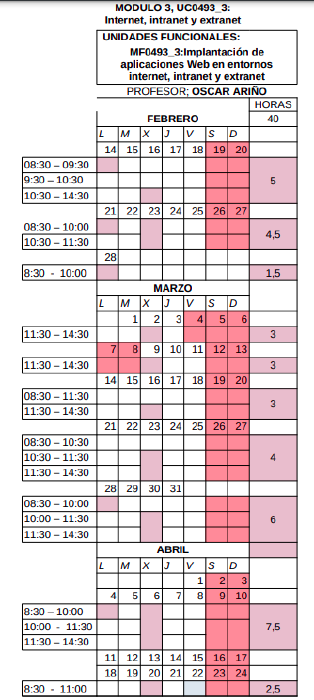 MODULO 3, UC0493_3:
Internet, intranet y extranet
UNIDADES FUNCIONALES:
MF0493_3:Implantación de
aplicaciones Web en entornos
internet, intranet y extranet
PROFESOR; OSCAR ARIÑO
HORAS
FEBRERO 40
L M X J V S D
14 15 16 17 18 19 20
08:30 – 09:30
9:30 – 10:30 5
10:30 – 14:30
21 22 23 24 25 26 27
08:30 – 10:00 4,5
10:30 – 11:30
28
8:30 - 10:00 1,5
MARZO
L M X J V S D
1 2 3 4 5 6
11:30 – 14:30 3
7 8 9 10 11 12 13
11:30 – 14:30 3
14 15 16 17 18 19 20
08:30 – 11:30 3
11:30 – 14:30
21 22 23 24 25 26 27
08:30 – 10:30
10:30 – 11:30 4
11:30 – 14:30
28 29 30 31
08:30 – 10:00
10:00 – 11:30 6
11:30 – 14:30
ABRIL
L M X J V S D
1 2 3
4 5 6 7 8 9 10
8:30 – 10:00
10:00 - 11:30 7,5
11:30 – 14:30
11 12 13 14 15 16 17
18 19 20 21 22 23 24
8:30 - 11:00 2,5